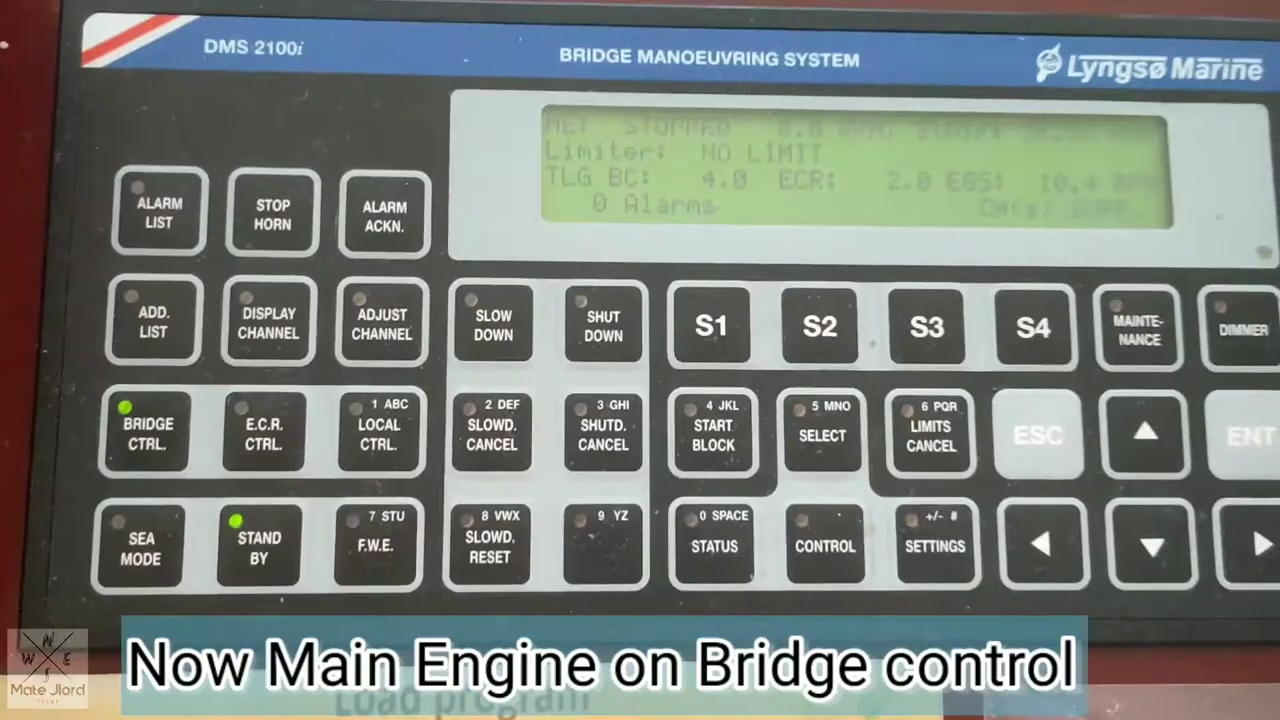 DMS 2100i
BRIDGE MANOEUVRING SYSTEM
Lyngsø Marine
STOPPED
Limiter: NO LIMIT
TLG BC: 4.0 ECR: 2.0 EGS: 10.4
0 Alarms
ALARM
LIST
STOP
HORN
ALARM
ACKN.
ADD.
LIST
DISPLAY
CHANNEL
ADJUST
CHANNEL
SLOW
DOWN
SHUT
DOWN
S1
S2
S3
S4
MAINTE-
NANCE
DIMMER
BRIDGE
CTRL.
E.C.R.
CTRL.
1 ABC
LOCAL
CTRL.
2 DEF
SLOWD.
CANCEL
3 GHI
SHUTD.
CANCEL
4 JKL
START
BLOCK
5 MNO
SELECT
6 PQR
LIMITS
CANCEL
ESC
ENT
SEA
MODE
STAND
BY
7 STU
F.W.E.
8 VWX
SLOWD.
RESET
9 YZ
0 SPACE
STATUS
CONTROL
+/- #
SETTINGS
Now Main Engine on Bridge control
Load program
N
W E
S
Mate Jlord